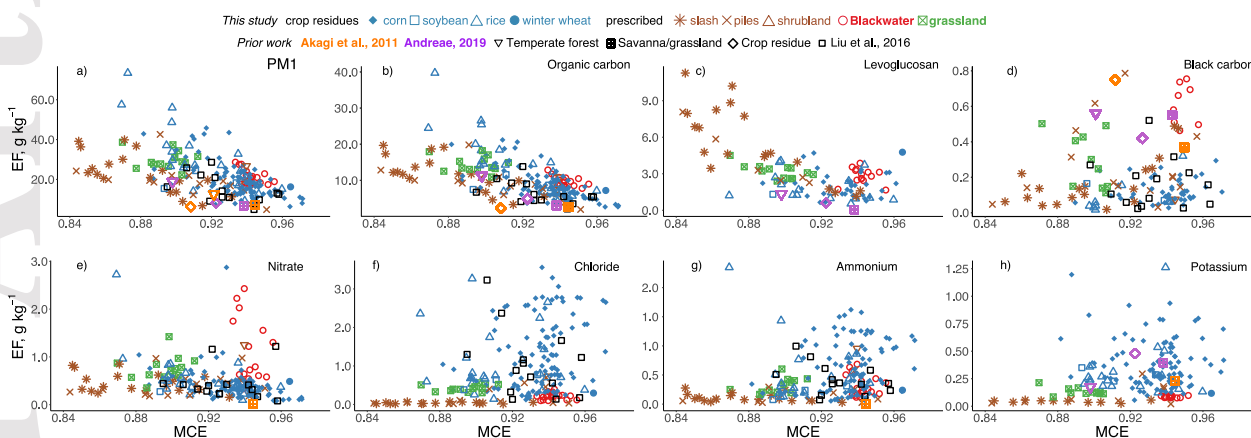 This study crop residues corn soybean rice winter wheat prescribed slash piles shrubland Blackwater grassland
Prior work Akagi et al., 2011 Andreae, 2019 Temperate forest Savanna/grassland Crop residue Liu et al., 2016
a) PM1
b) Organic carbon
c) Levoglucosan
d) Black carbon
EF, g kg⁻¹
60.0
40.0
20.0
0.84 0.88 0.92 0.96
40.0
30.0
20.0
10.0
0.84 0.88 0.92 0.96
9.0
6.0
3.0
0.0
0.84 0.88 0.92 0.96
0.8
0.6
0.4
0.2
0.0
0.84 0.88 0.92 0.96
e) Nitrate
f) Chloride
g) Ammonium
h) Potassium
EF, g kg⁻¹
3.0
2.0
1.0
0.0
0.84 0.88 0.92 0.96
MCE
3.0
2.0
1.0
0.0
0.84 0.88 0.92 0.96
MCE
2.0
1.5
1.0
0.5
0.0
0.84 0.88 0.92 0.96
MCE
1.25
1.00
0.75
0.50
0.25
0.00
0.84 0.88 0.92 0.96
MCE